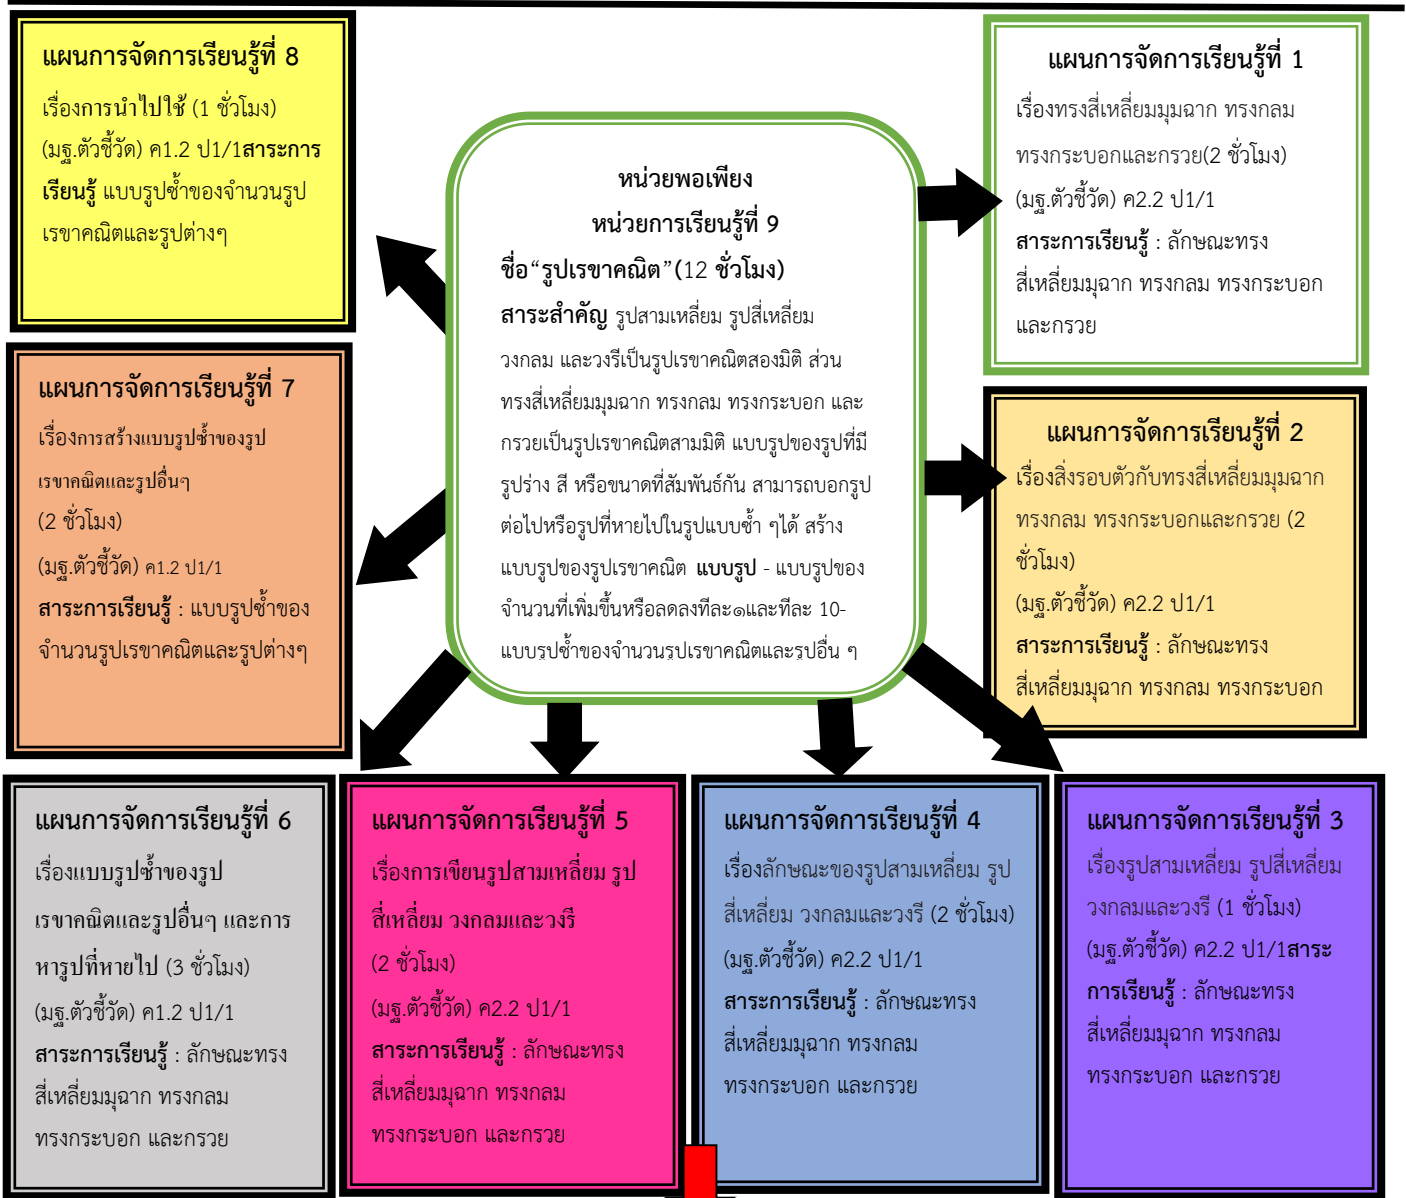 หน่วยพอเพียง
หน่วยการเรียนรู้ที่ 9
ชื่อ“รูปเรขาคณิต”(12 ชั่วโมง)
สาระสำคัญ รูปสามเหลี่ยม รูปสี่เหลี่ยม
วงกลม และวงรีเป็นรูปเรขาคณิตสองมิติ ส่วน
ทรงสี่เหลี่ยมมุมฉาก ทรงกลม ทรงกระบอก และ
กรวยเป็นรูปเรขาคณิตสามมิติ แบบรูปของรูปที่มี
รูปร่าง สี หรือขนาดที่สัมพันธ์กัน สามารถบอกรูป
ต่อไปหรือรูปที่หายไปในรูปแบบซ้ำ ๆได้ สร้าง
แบบรูปของรูปเรขาคณิต แบบรูป - แบบรูปของ
จำนวนที่เพิ่มขึ้นหรือลดลงทีละ๑และทีละ 10-
แบบรูปซ้ำของจำนวนรูปเรขาคณิตและรูปอื่น ๆ
แผนการจัดการเรียนรู้ที่ 1
เรื่องทรงสี่เหลี่ยมมุมฉาก ทรงกลม
ทรงกระบอกและกรวย(2 ชั่วโมง)
(มฐ.ตัวชี้วัด) ค2.2 ป1/1
สาระการเรียนรู้ : ลักษณะทรง
สี่เหลี่ยมมุฉาก ทรงกลม ทรงกระบอก
และกรวย
แผนการจัดการเรียนรู้ที่ 2
เรื่องสิ่งรอบตัวกับทรงสี่เหลี่ยมมุมฉาก
ทรงกลม ทรงกระบอกและกรวย (2
ชั่วโมง)
(มฐ.ตัวชี้วัด) ค2.2 ป1/1
สาระการเรียนรู้ : ลักษณะทรง
สี่เหลี่ยมมุฉาก ทรงกลม ทรงกระบอก
แผนการจัดการเรียนรู้ที่ 3
เรื่องรูปสามเหลี่ยม รูปสี่เหลี่ยม
วงกลมและวงรี (1 ชั่วโมง)
(มฐ.ตัวชี้วัด) ค2.2 ป1/1สาระ
การเรียนรู้ : ลักษณะทรง
สี่เหลี่ยมมุฉาก ทรงกลม
ทรงกระบอก และกรวย
แผนการจัดการเรียนรู้ที่ 4
เรื่องลักษณะของรูปสามเหลี่ยม รูป
สี่เหลี่ยม วงกลมและวงรี (2 ชั่วโมง)
(มฐ.ตัวชี้วัด) ค2.2 ป1/1
สาระการเรียนรู้ : ลักษณะทรง
สี่เหลี่ยมมุฉาก ทรงกลม
ทรงกระบอก และกรวย
แผนการจัดการเรียนรู้ที่ 5
เรื่องการเขียนรูปสามเหลี่ยม รูป
สี่เหลี่ยม วงกลมและวงรี
(2 ชั่วโมง)
(มฐ.ตัวชี้วัด) ค2.2 ป1/1
สาระการเรียนรู้ : ลักษณะทรง
สี่เหลี่ยมมุฉาก ทรงกลม
ทรงกระบอก และกรวย
แผนการจัดการเรียนรู้ที่ 6
เรื่องแบบรูปซ้ำของรูป
เรขาคณิตและรูปอื่นๆ และการ
หารูปที่หายไป (3 ชั่วโมง)
(มฐ.ตัวชี้วัด) ค1.2 ป1/1
สาระการเรียนรู้ : ลักษณะทรง
สี่เหลี่ยมมุฉาก ทรงกลม
ทรงกระบอก และกรวย
แผนการจัดการเรียนรู้ที่ 7
เรื่องการสร้างแบบรูปซ้ำของรูป
เรขาคณิตและรูปอื่นๆ
(2 ชั่วโมง)
(มฐ.ตัวชี้วัด) ค1.2 ป1/1
สาระการเรียนรู้ : แบบรูปซ้ำของ
จำนวนรูปเรขาคณิตและรูปต่างๆ
แผนการจัดการเรียนรู้ที่ 8
เรื่องการนำไปใช้ (1 ชั่วโมง)
(มฐ.ตัวชี้วัด) ค1.2 ป1/1สาระการ
เรียนรู้ แบบรูปซ้ำของจำนวนรูป
เรขาคณิตและรูปต่างๆ